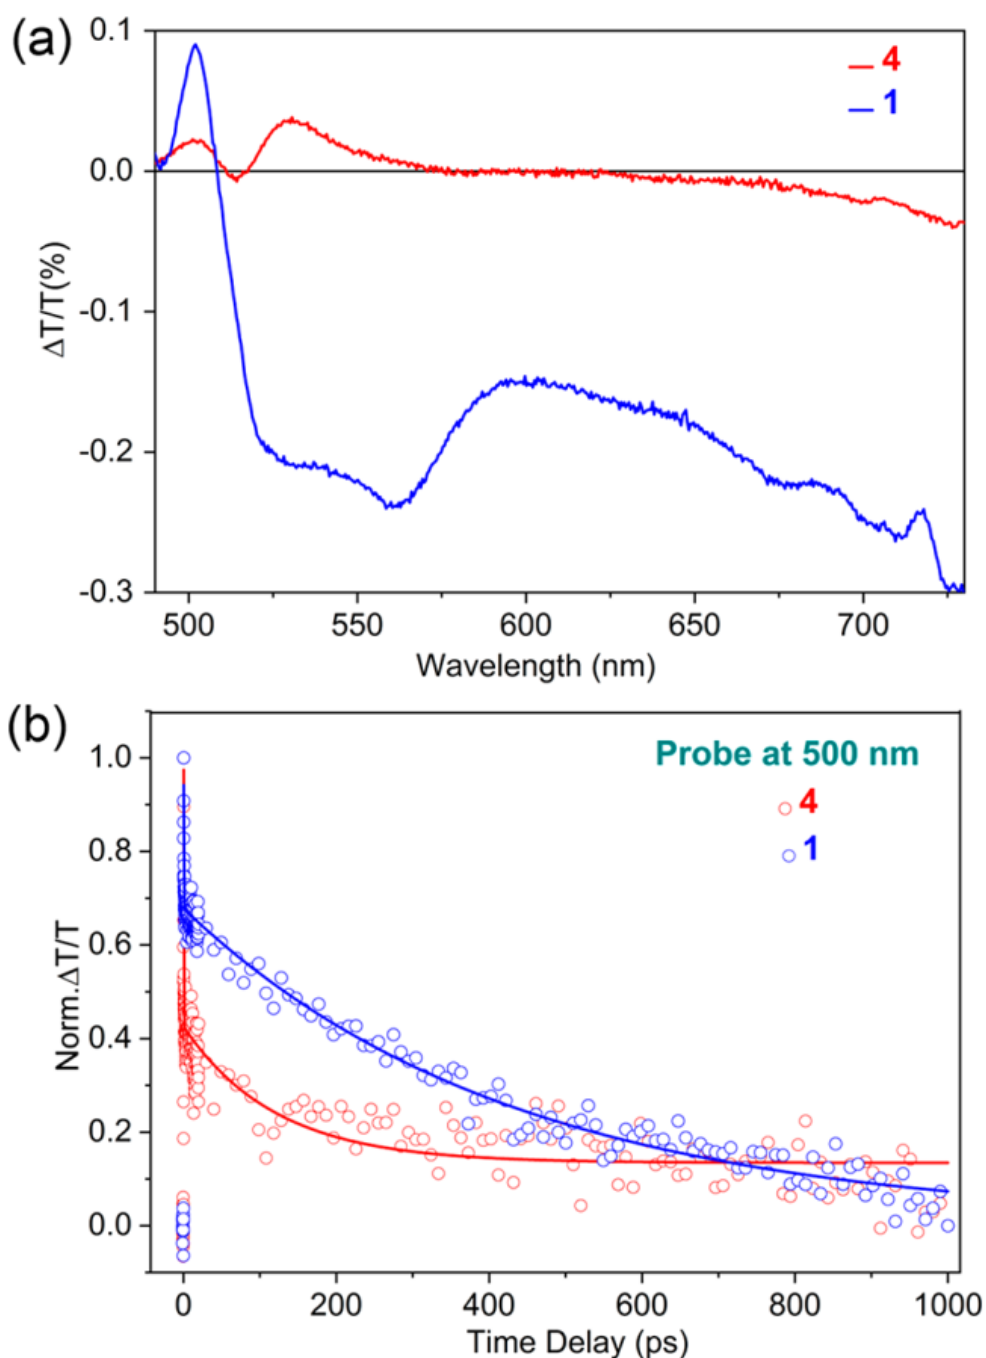 (a)
0.1
0.0
-0.1
-0.2
-0.3
ΔT/T(%)
4
1
500 550 600 650 700
Wavelength (nm)
(b)
1.0
0.8
0.6
0.4
0.2
0.0
Norm.ΔT/T
Probe at 500 nm
4
1
0 200 400 600 800 1000
Time Delay (ps)